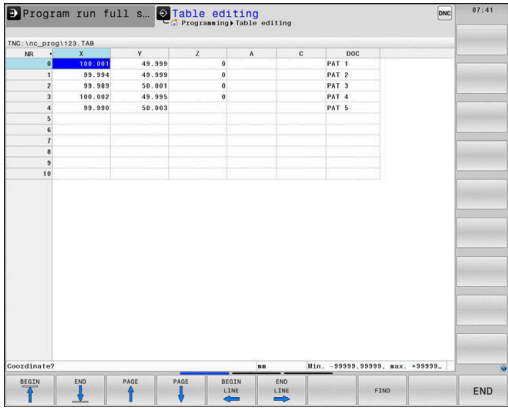 Program run full s… Table editing DNC 07:41
Programming Table editing
TNC:\nc_prog\123.TAB
NR X Y Z A C DOC
0 100.001 49.999 0 PAT 1
1 99.994 49.999 0 PAT 2
2 99.989 50.001 0 PAT 3
3 100.002 49.995 0 PAT 4
4 99.990 50.003 PAT 5
5
6
7
8
9
10
Coordinate? mm Min. -99999.99999, max. +99999…
BEGIN END PAGE PAGE BEGIN LINE END LINE FIND END